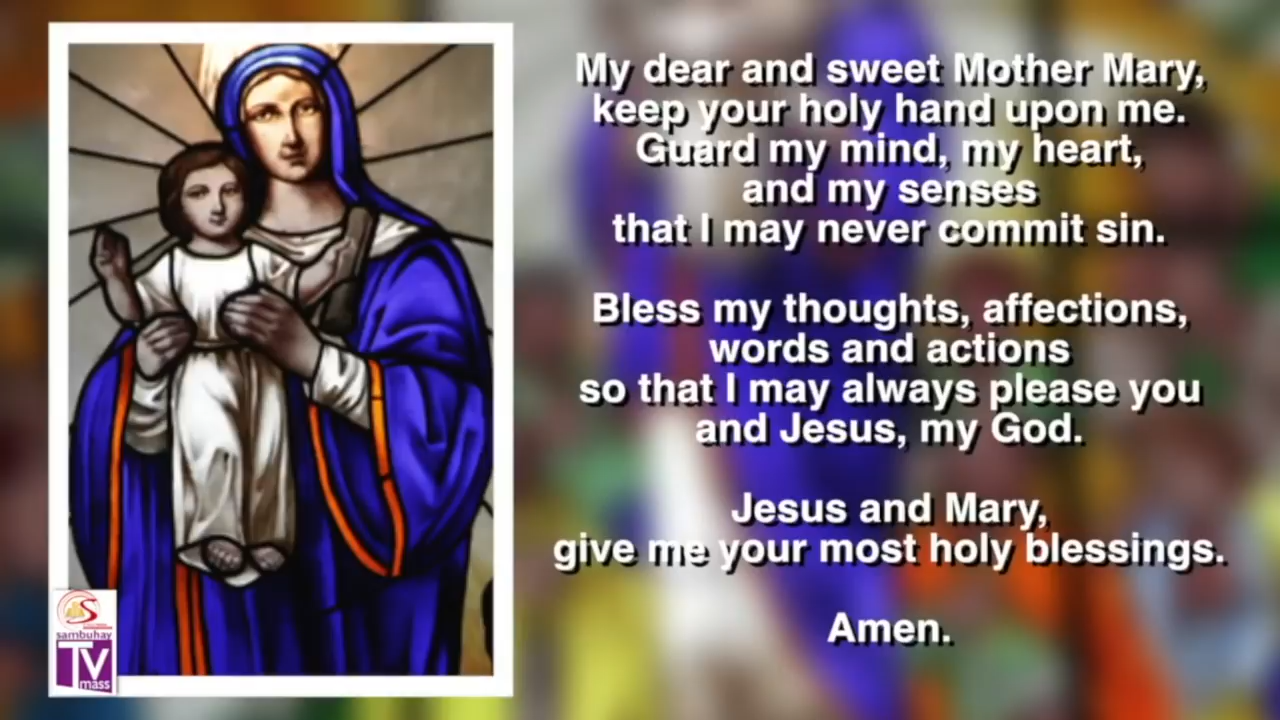 My dear and sweet Mother Mary,
keep your holy hand upon me.
Guard my mind, my heart,
and my senses
that I may never commit sin.
Bless my thoughts, affections,
words and actions
so that I may always please you
and Jesus, my God.
Jesus and Mary,
give me your most holy blessings.
Amen.
sambuhay
TV
mass